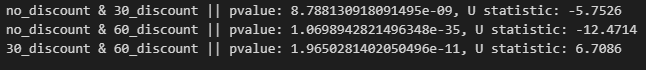 no_discount & 30_discount || pvalue: 8.788130918091495e-09, U statistic: -5.7526
no_discount & 60_discount || pvalue: 1.0698942821496348e-35, U statistic: -12.4714
30_discount & 60_discount || pvalue: 1.9650281402050496e-11, U statistic: 6.7086